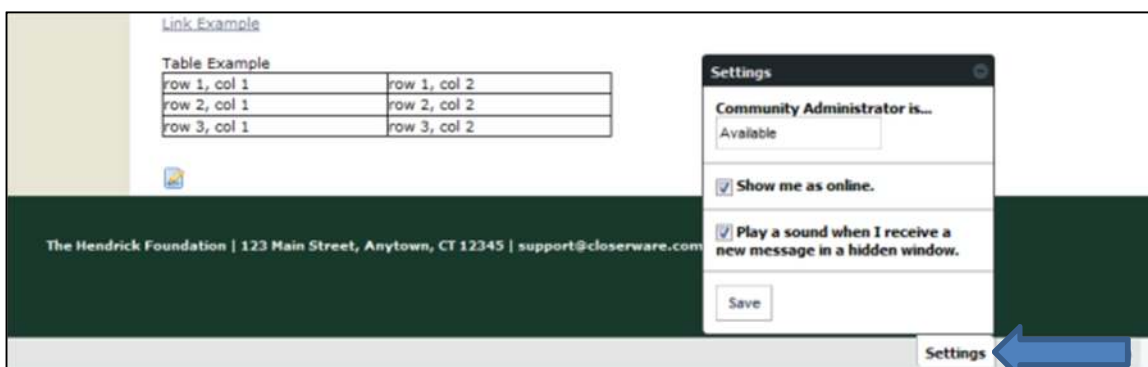 Link Example
Table Example
row 1, col 1 row 1, col 2
row 2, col 1 row 2, col 2
row 3, col 1 row 3, col 2
The Hendrick Foundation | 123 Main Street, Anytown, CT 12345 | support@closerware.com
Settings
Community Administrator is...
Available
Show me as online.
Play a sound when I receive a
new message in a hidden window.
Save
Settings